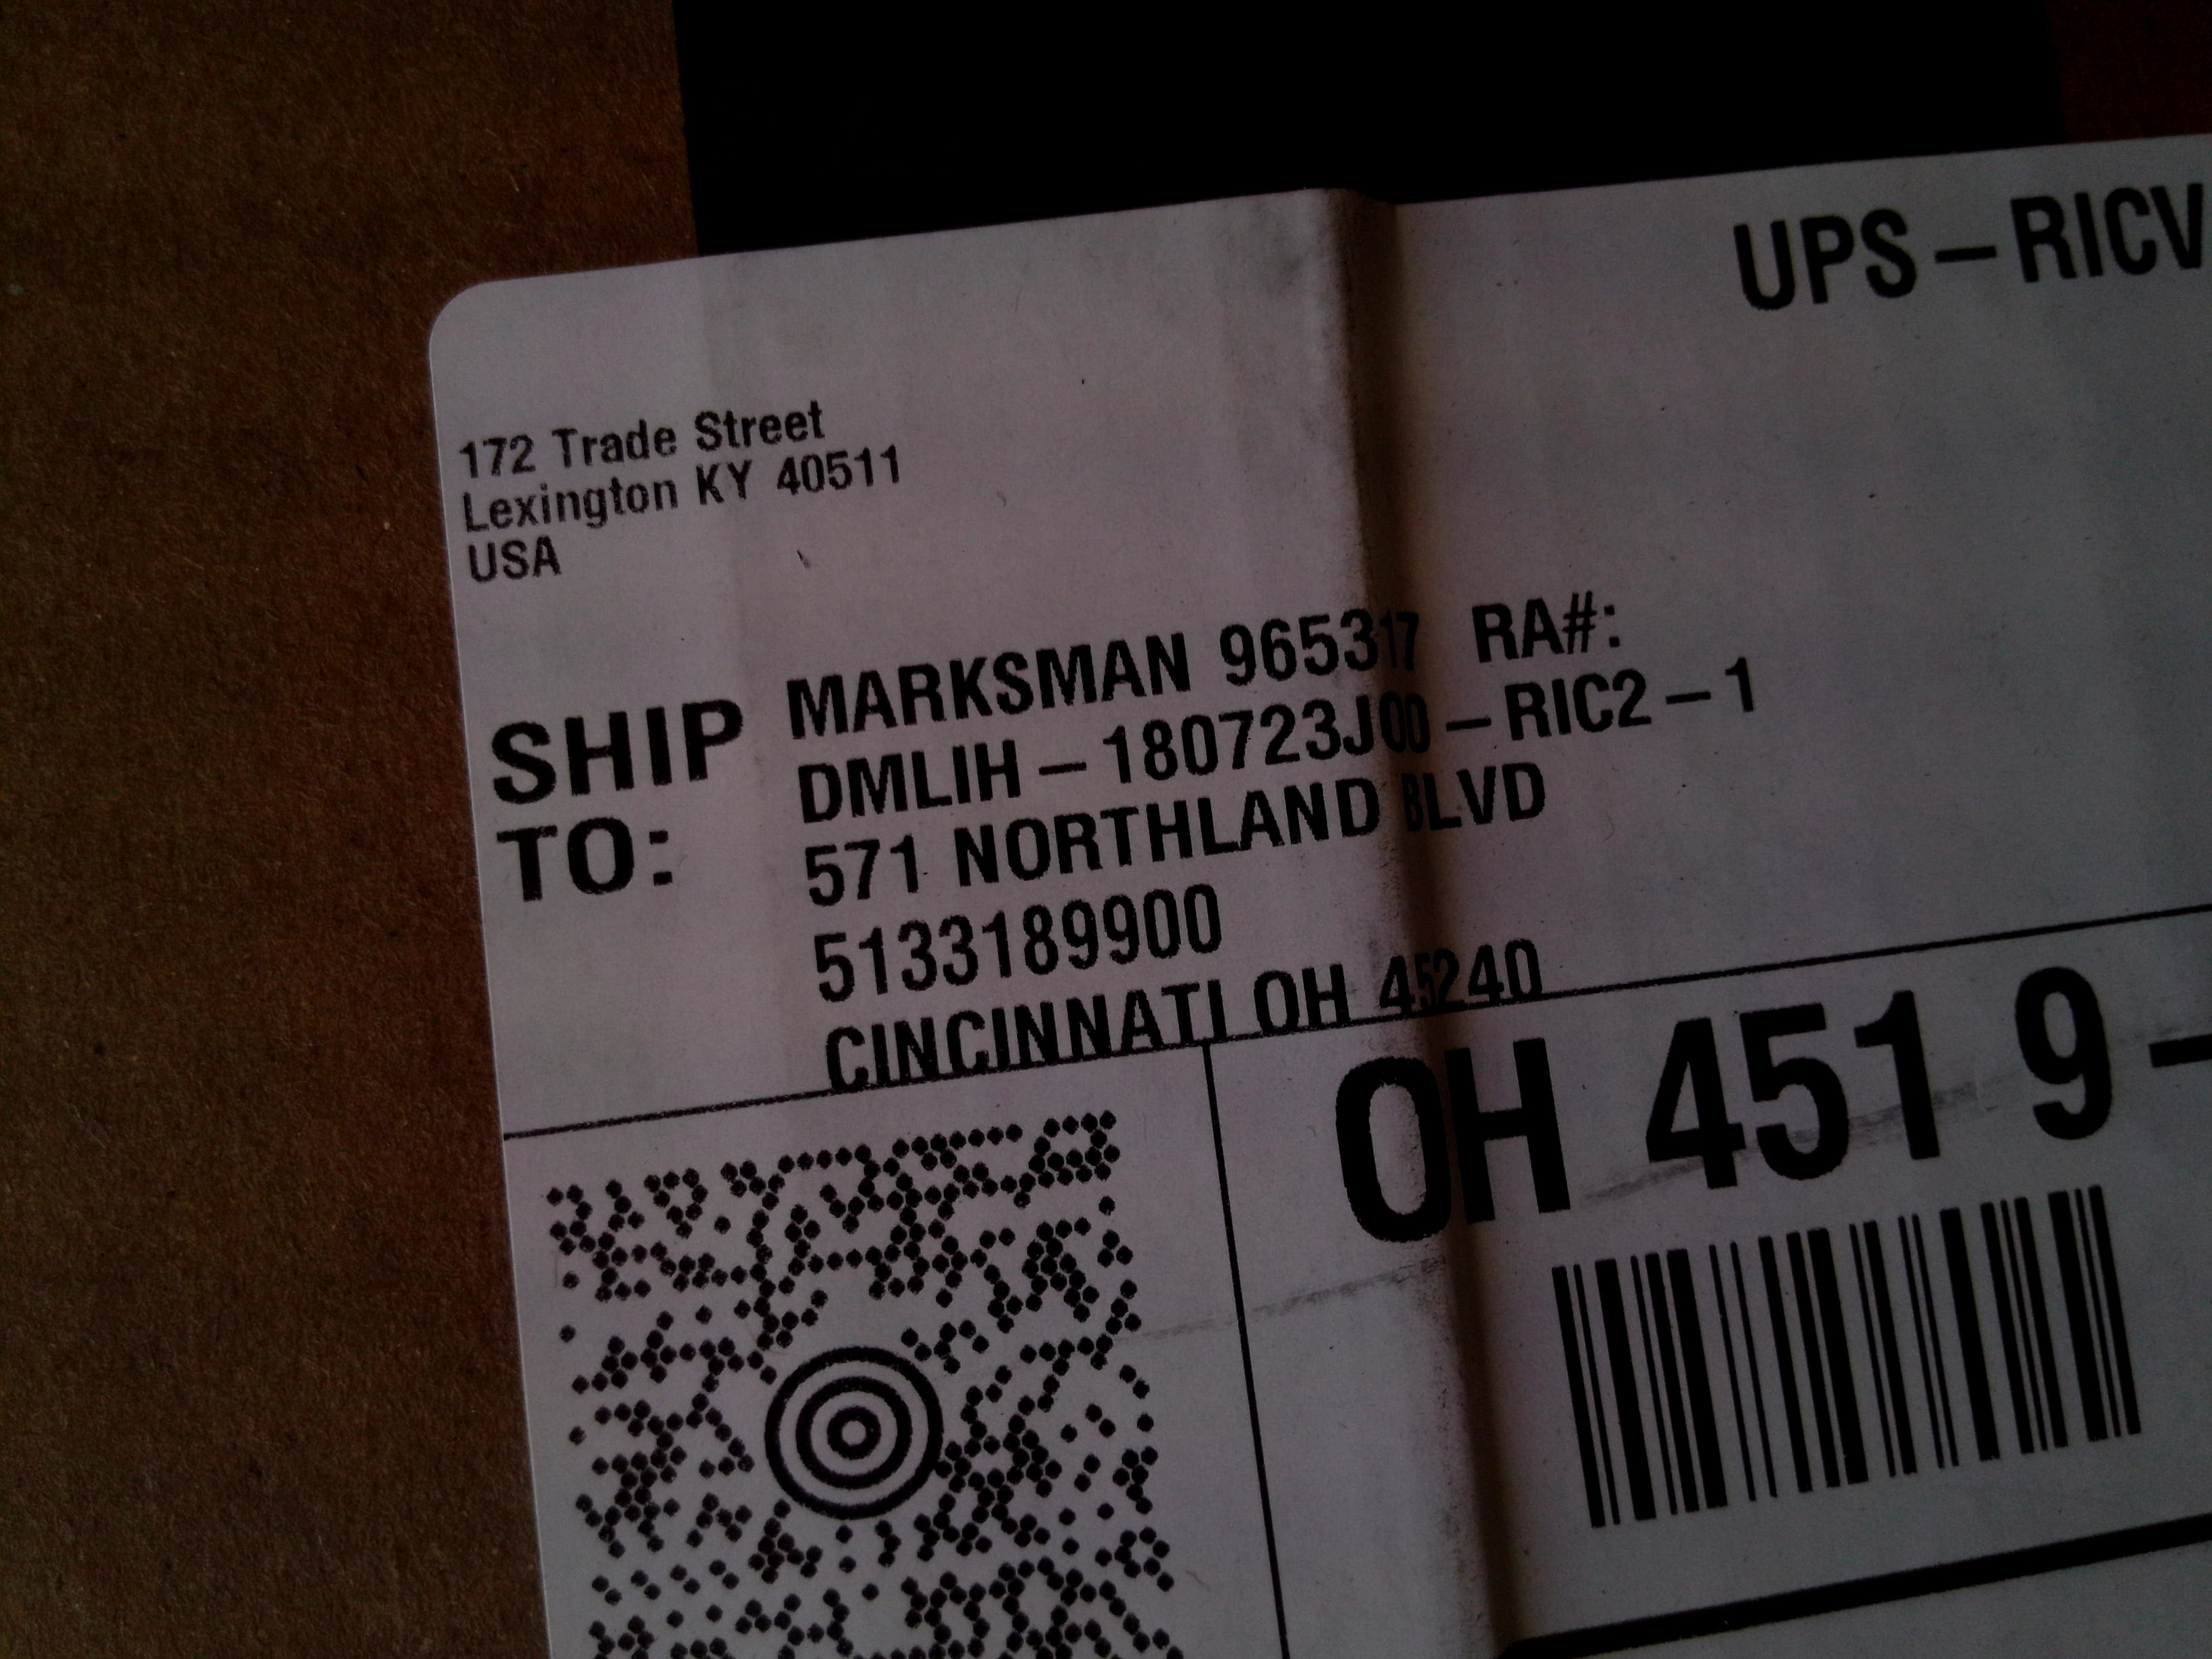 UPS – RICV
172 Trade Street
Lexington KY 40511
USA
SHIP TO:
MARKSMAN 965317 RA#:
DMLIH – 180723J00 – RIC2 – 1
571 NORTHLAND BLVD
5133189900
CINCINNATI OH 45240
OH 451 9 –